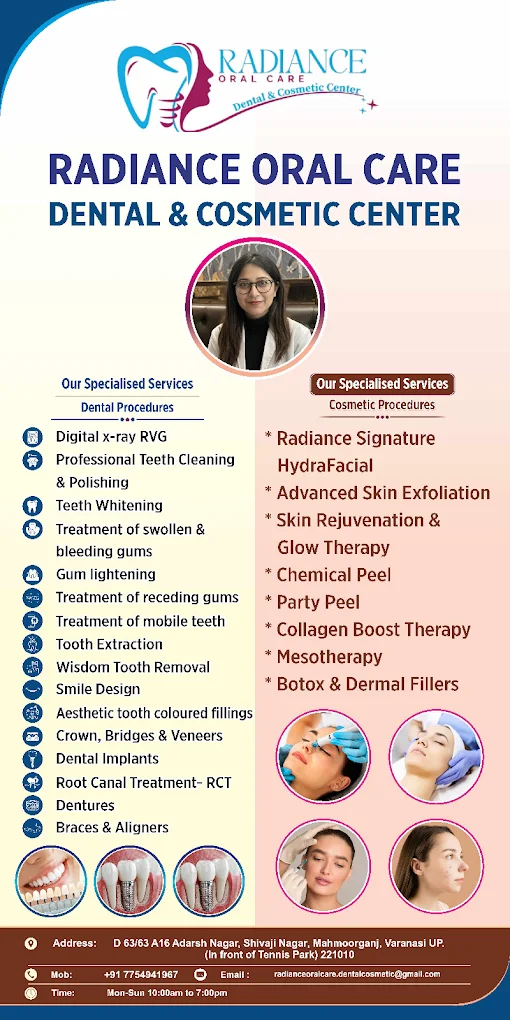 RADIANCE
ORAL CARE
Dental & Cosmetic Center
RADIANCE ORAL CARE
DENTAL & COSMETIC CENTER
Our Specialised Services
Dental Procedures
Digital x-ray RVG
Professional Teeth Cleaning
& Polishing
Teeth Whitening
Treatment of swollen &
bleeding gums
Gum lightening
Treatment of receding gums
Treatment of mobile teeth
Tooth Extraction
Wisdom Tooth Removal
Smile Design
Aesthetic tooth coloured fillings
Crown, Bridges & Veneers
Dental Implants
Root Canal Treatment- RCT
Dentures
Braces & Aligners
Our Specialised Services
Cosmetic Procedures
* Radiance Signature
HydraFacial
* Advanced Skin Exfoliation
* Skin Rejuvenation &
Glow Therapy
* Chemical Peel
* Party Peel
* Collagen Boost Therapy
* Mesotherapy
* Botox & Dermal Fillers
Address: D 63/63 A16 Adarsh Nagar, Shivaji Nagar, Mahmoorganj, Varanasi UP.
(In front of Tennis Park) 221010
Mob: +91 7754941967 Email : radianceoralcare.dentalcosmetic@gmail.com
Time: Mon-Sun 10:00am to 7:00pm